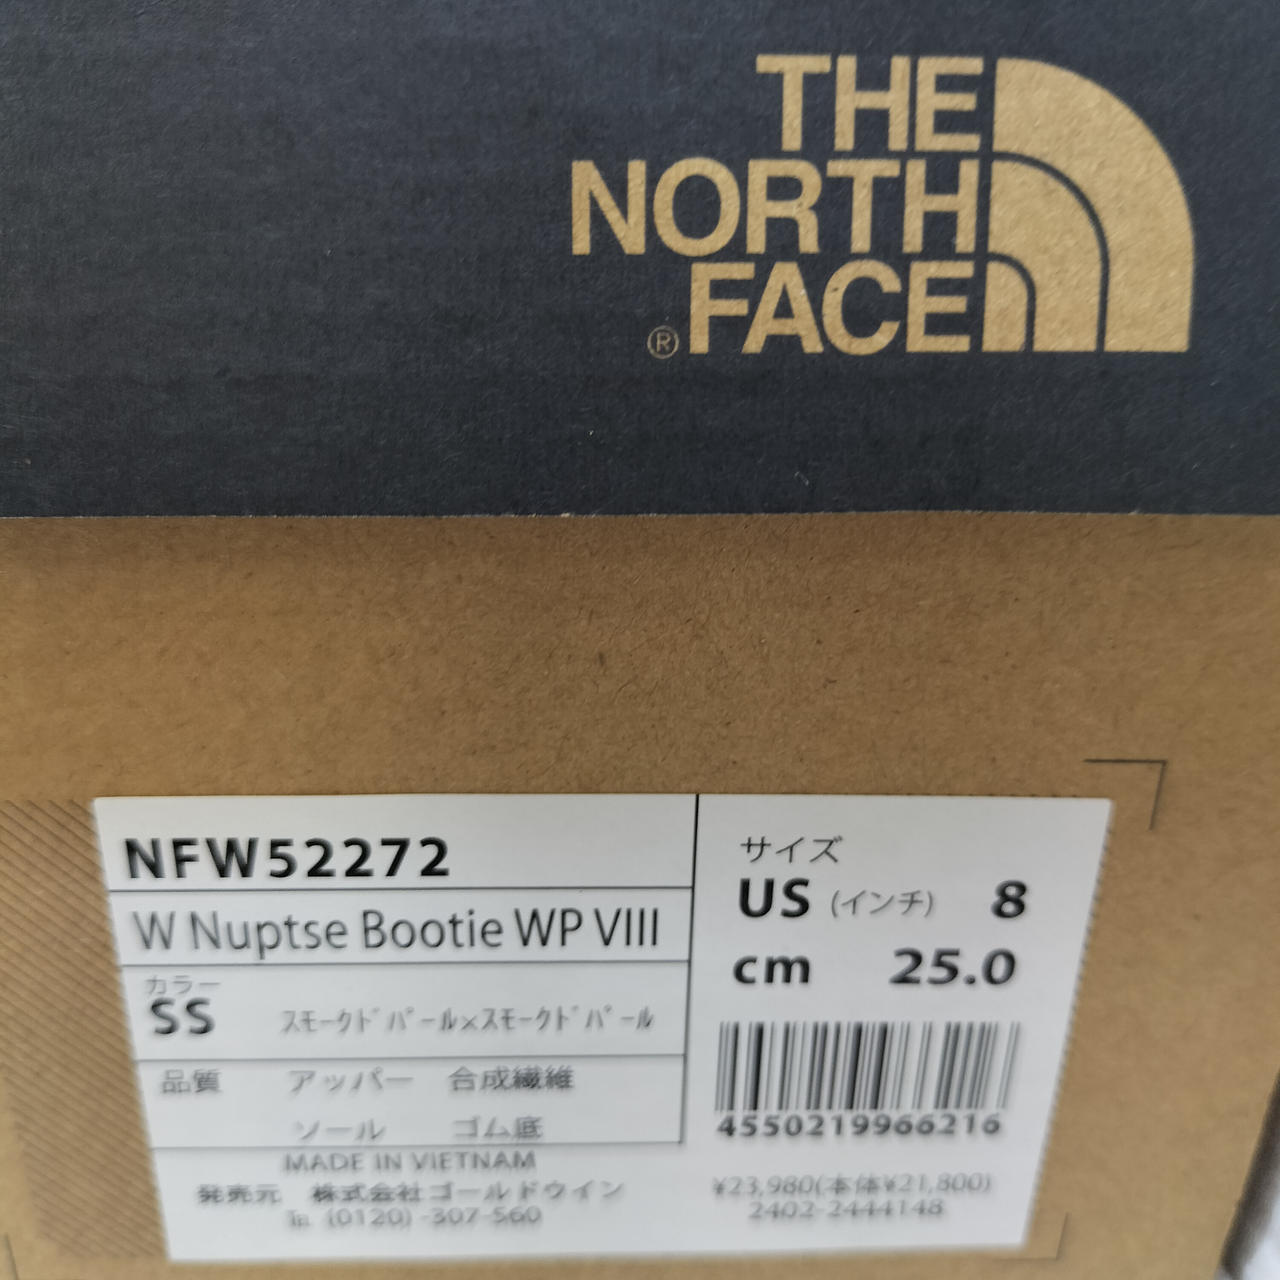 THE
NORTH
FACE
®
NFW52272
W Nuptse Bootie WP VIII
カラー
SS ｽﾓｰｸﾄﾞﾊﾟｰﾙ×ｽﾓｰｸﾄﾞﾊﾟｰﾙ
品質 アッパー 合成繊維
ソール ゴム底
MADE IN VIETNAM
発売元 株式会社ゴールドウイン
℡ (0120) -307-560
サイズ
US (インチ) 8
cm 25.0
4550219966216
¥23,980(本体¥21,800)
2402-2444148